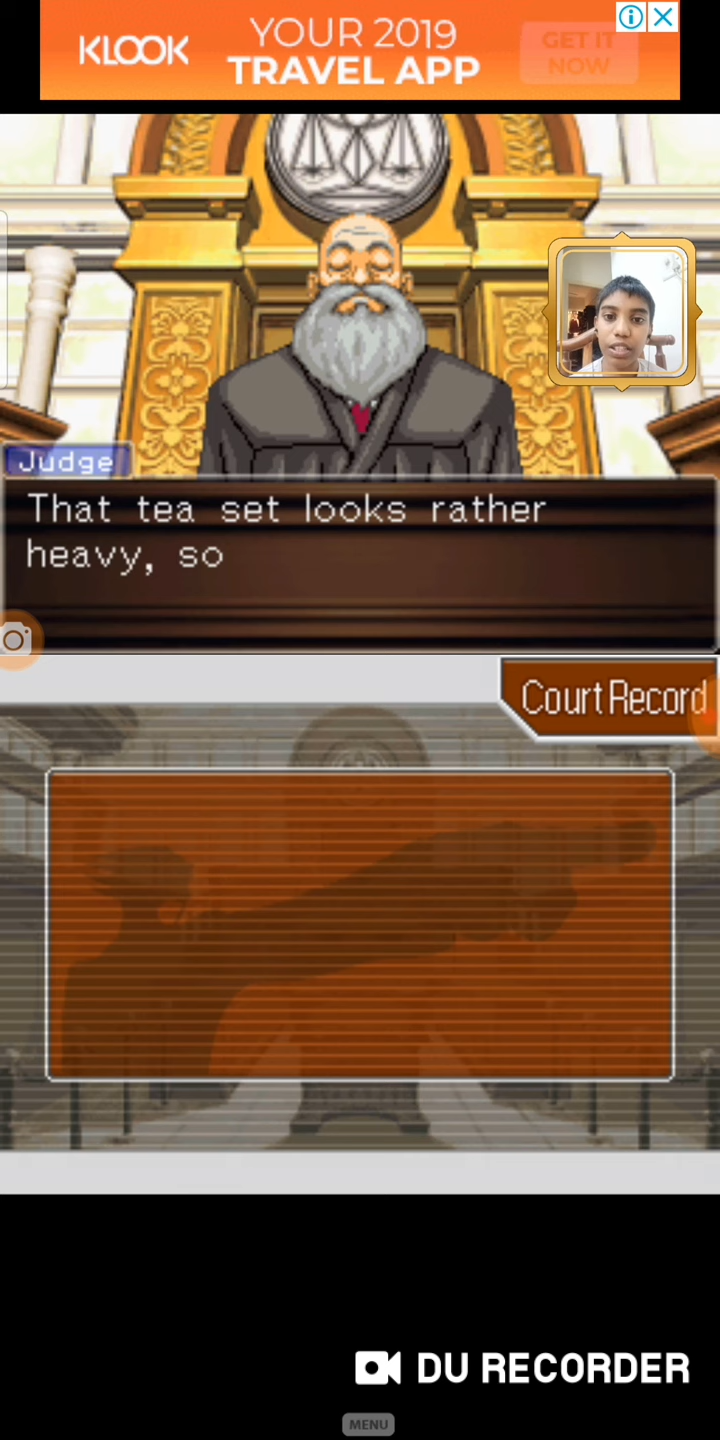 KLOOK
YOUR 2019
TRAVEL APP
GET IT
NOW
Judge
That tea set looks rather
heavy, so
Court Record
DU RECORDER
MENU